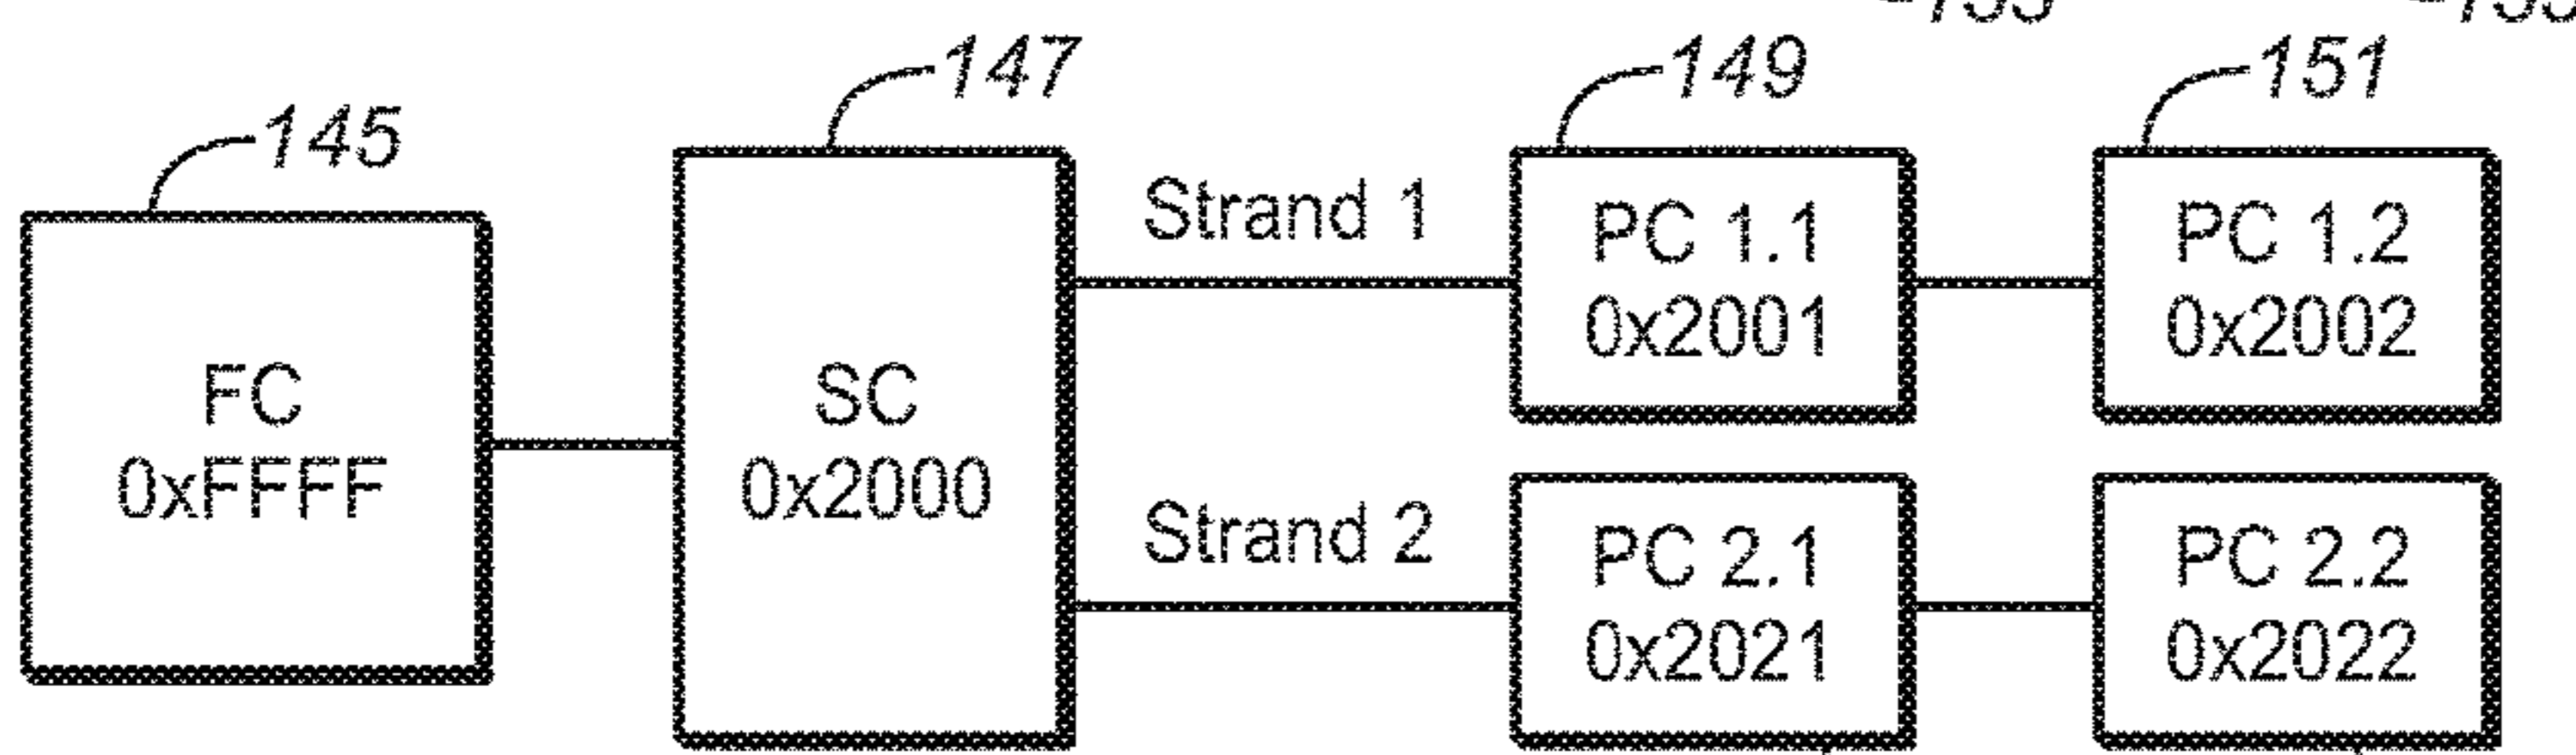 145
147
149
151
FC
0xFFFF
SC
0x2000
Strand 1
PC 1.1
0x2001
PC 1.2
0x2002
Strand 2
PC 2.1
0x2021
PC 2.2
0x2022